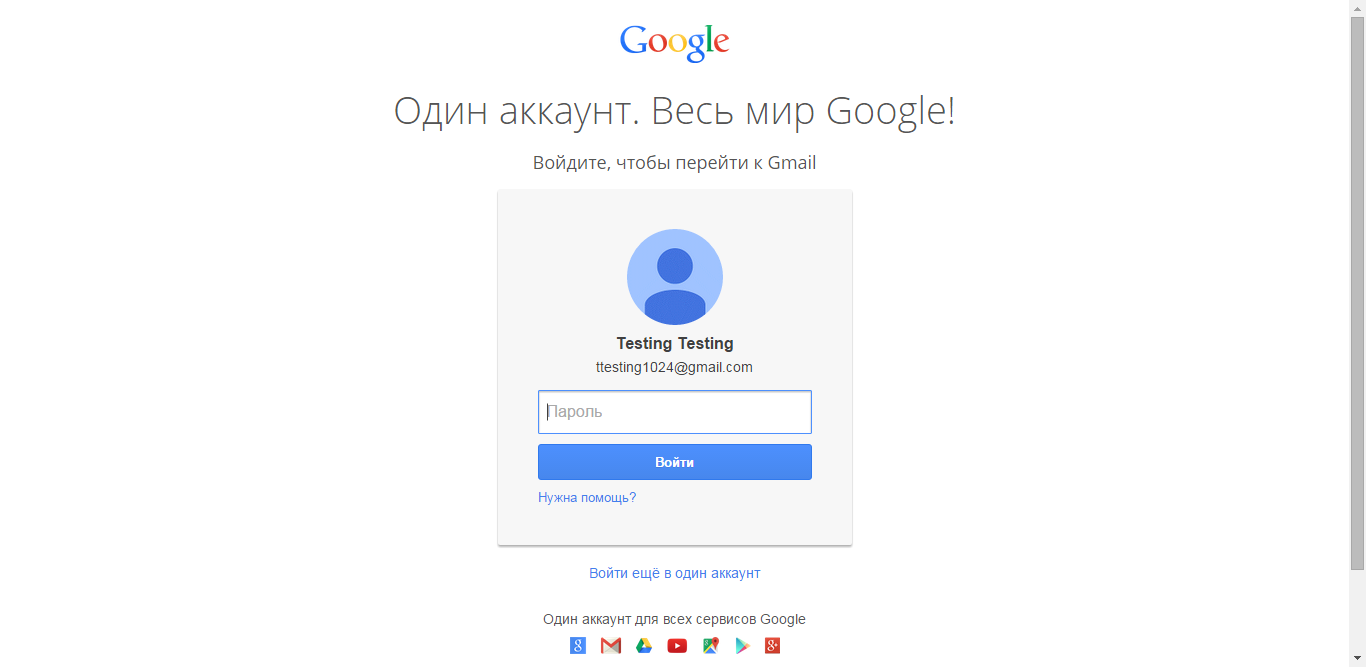 Google
Один аккаунт. Весь мир Google!
Войдите, чтобы перейти к Gmail
Testing Testing
ttesting1024@gmail.com
Пароль
Войти
Нужна помощь?
Войти ещё в один аккаунт
Один аккаунт для всех сервисов Google
8 g+